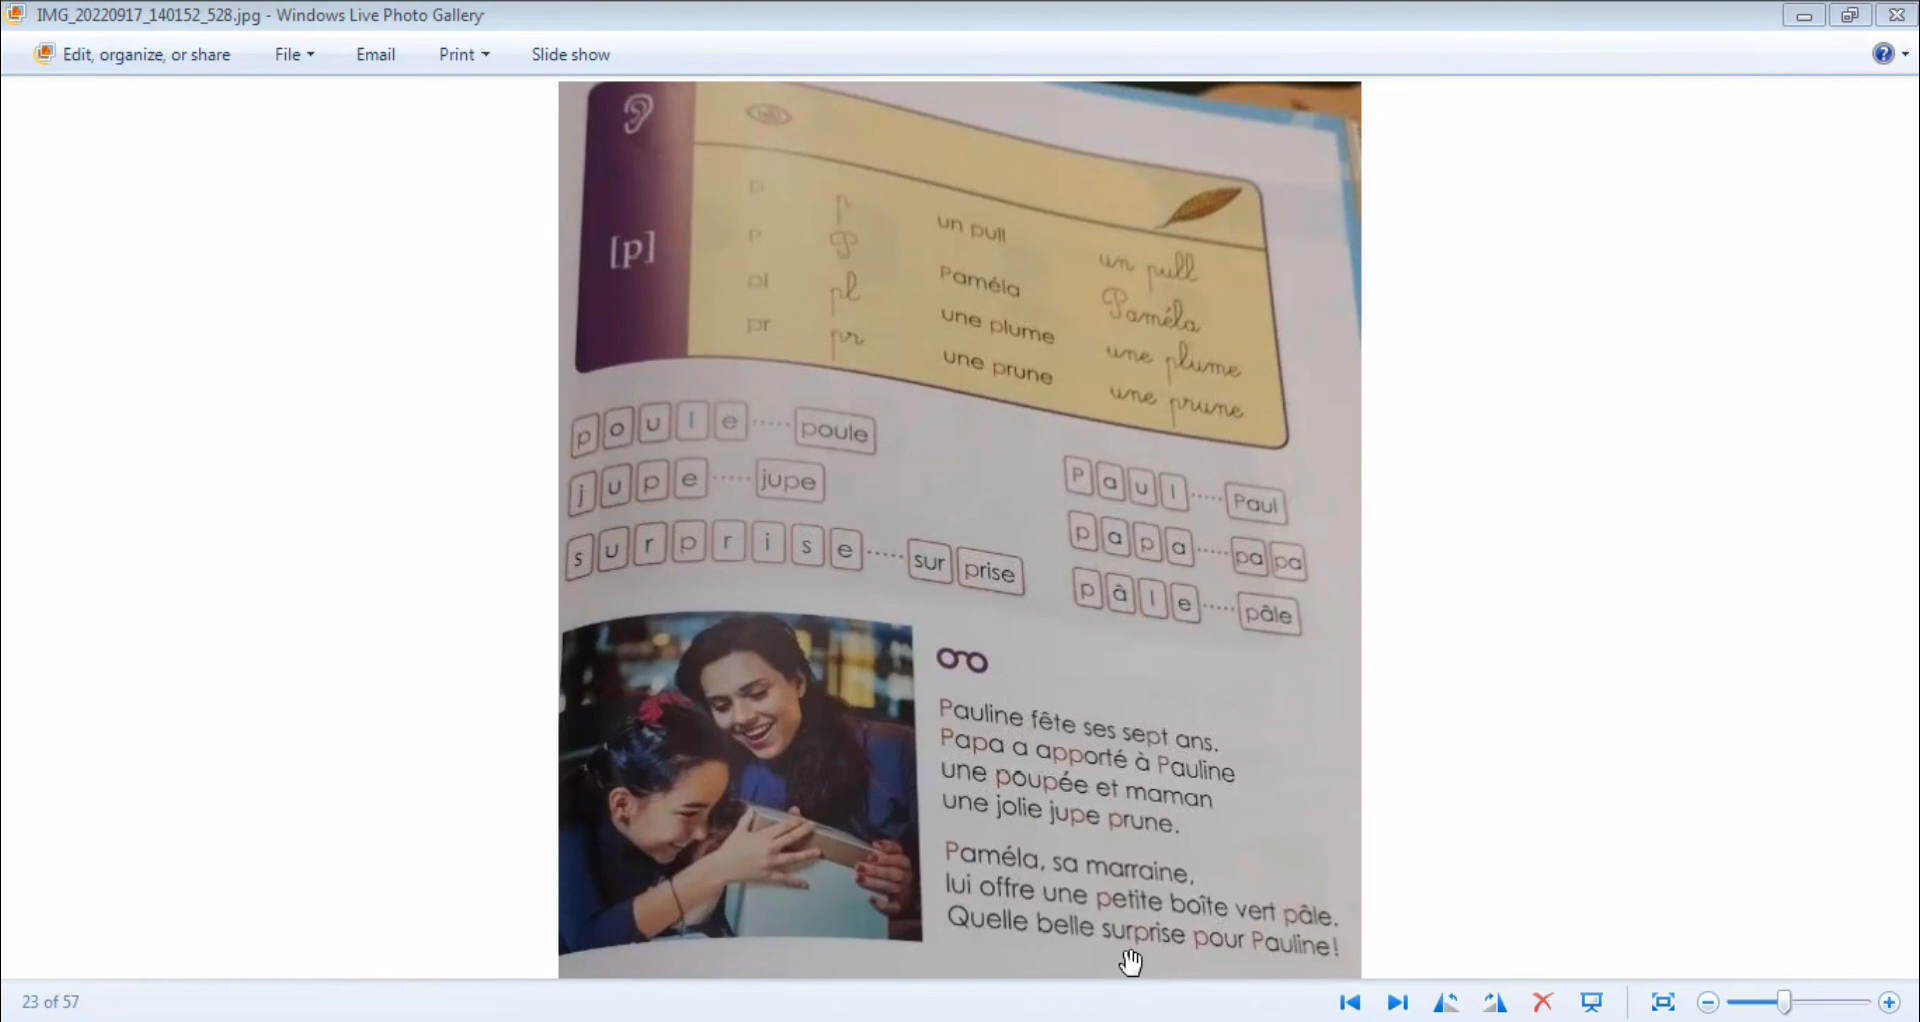 IMG_20220917_140152_528.jpg - Windows Live Photo Gallery
Edit, organize, or share File Email Print Slide show
[p]
p p un pull un pull
P P Paméla Paméla
pl pl une plume une plume
pr pr une prune une prune
p o u l e ..... poule
j u p e ..... jupe
s u r p r i s e ..... sur prise
P a u l ..... Paul
p a p a ..... pa pa
p â l e ..... pâle
Pauline fête ses sept ans.
Papa a apporté à Pauline
une poupée et maman
une jolie jupe prune.
Paméla, sa marraine,
lui offre une petite boîte vert pâle.
Quelle belle surprise pour Pauline!
23 of 57